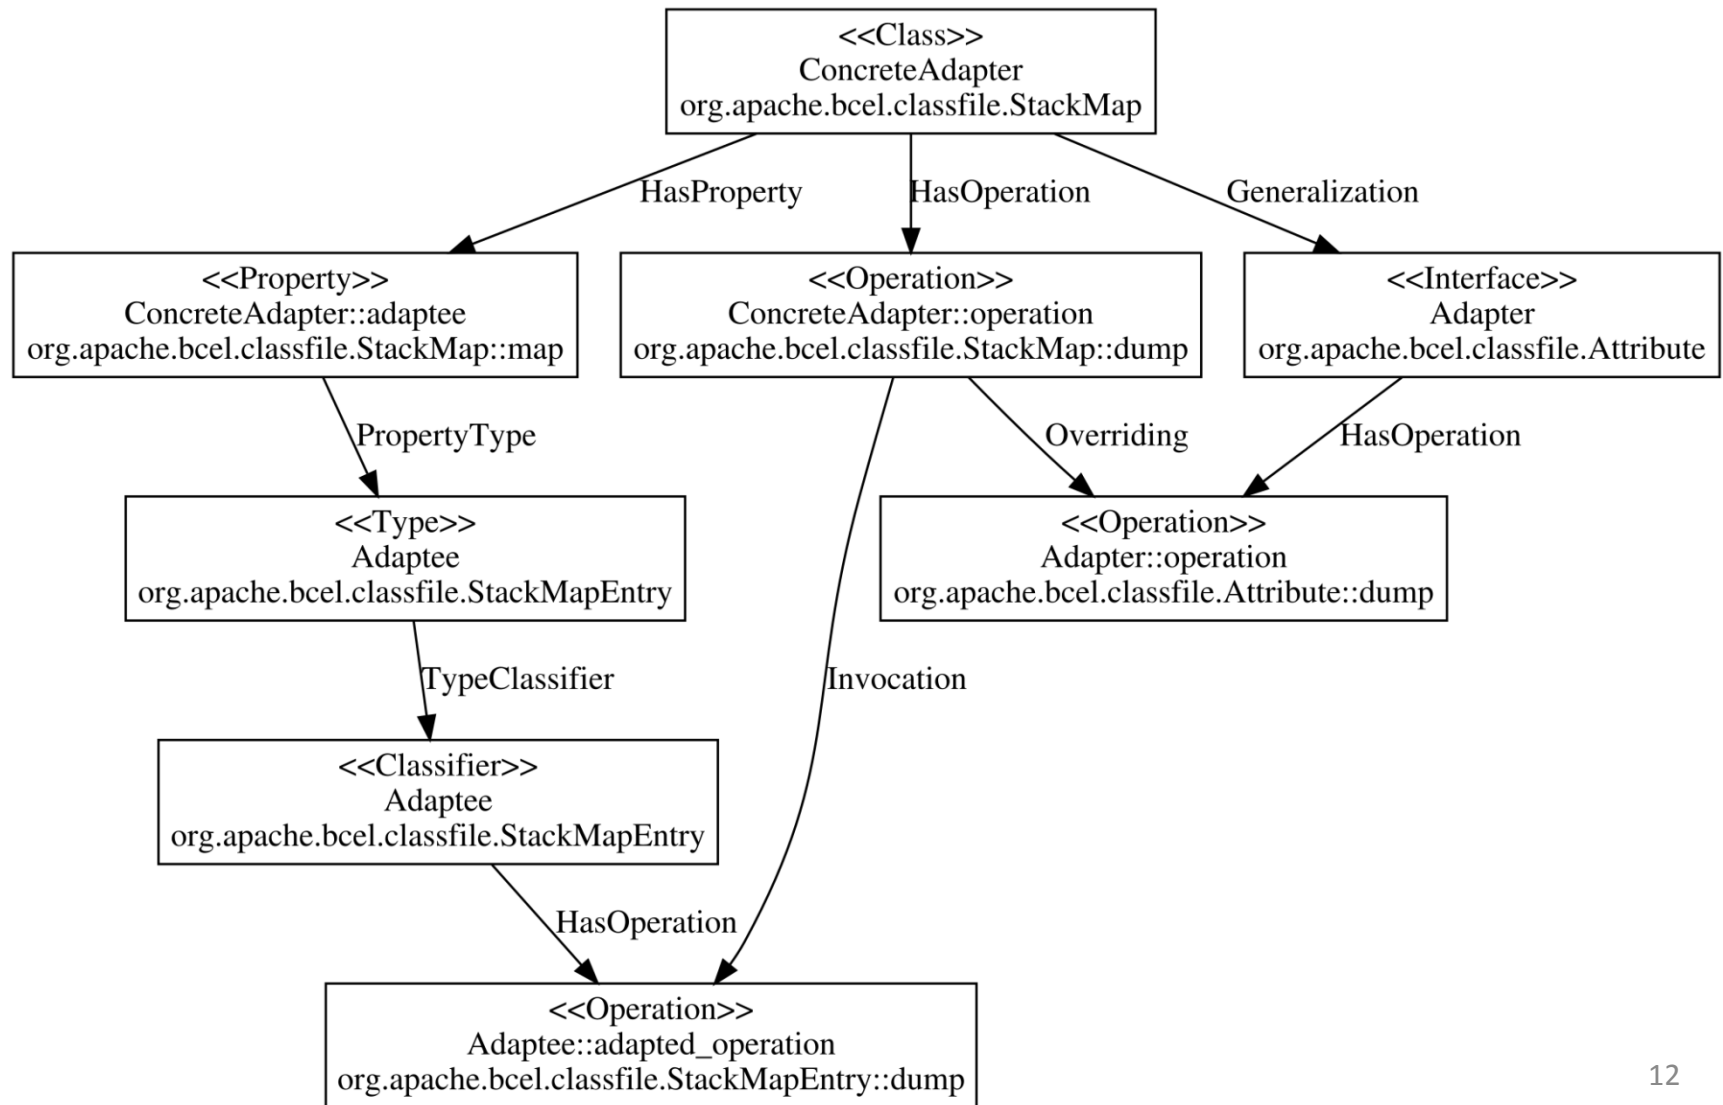 <<Class>>
ConcreteAdapter
org.apache.bcel.classfile.StackMap
HasProperty
HasOperation
Generalization
<<Property>>
ConcreteAdapter::adaptee
org.apache.bcel.classfile.StackMap::map
<<Operation>>
ConcreteAdapter::operation
org.apache.bcel.classfile.StackMap::dump
<<Interface>>
Adapter
org.apache.bcel.classfile.Attribute
PropertyType
Overriding
HasOperation
<<Type>>
Adaptee
org.apache.bcel.classfile.StackMapEntry
<<Operation>>
Adapter::operation
org.apache.bcel.classfile.Attribute::dump
TypeClassifier
Invocation
<<Classifier>>
Adaptee
org.apache.bcel.classfile.StackMapEntry
HasOperation
<<Operation>>
Adaptee::adapted_operation
org.apache.bcel.classfile.StackMapEntry::dump
12